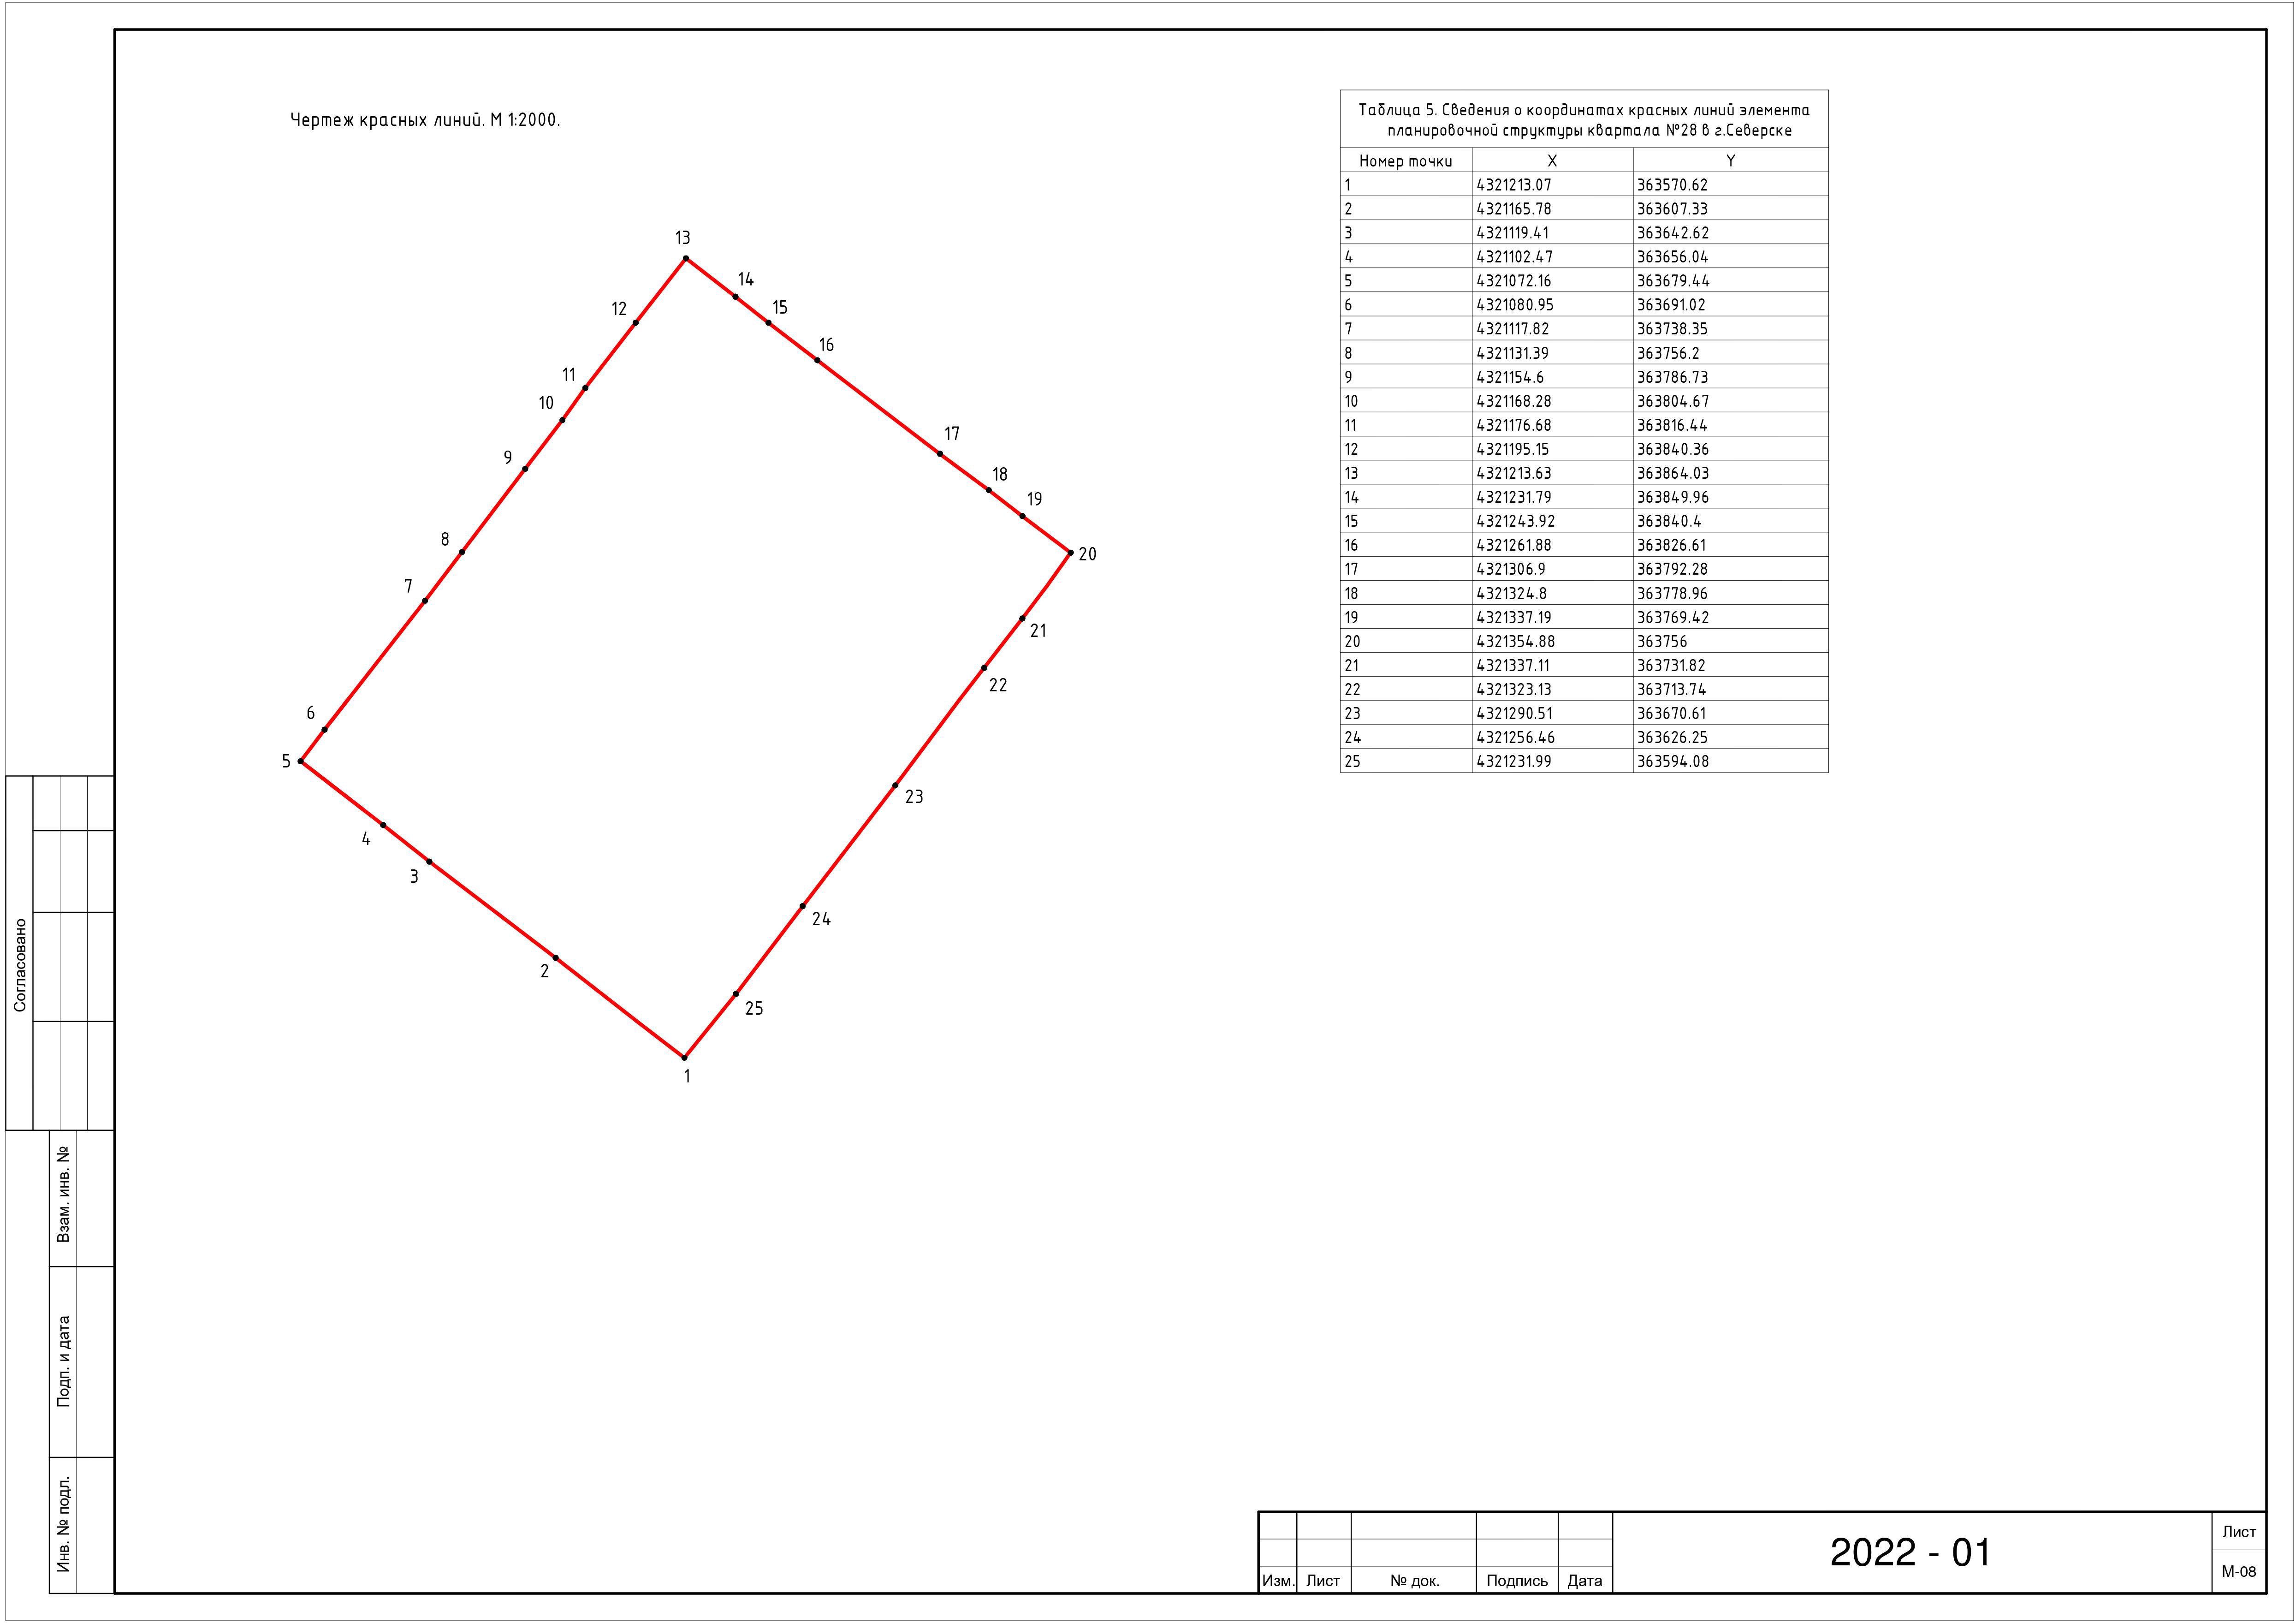 Чертеж красных линий. М 1:2000.
13
14
12
15
16
11
10
17
9
18
19
8
20
7
21
22
6
5
23
4
3
24
2
25
1
Таблица 5. Сведения о координатах красных линий элемента
планировочной структуры квартала №28 в г.Северске
Номер точки X Y
1 4321213.07 363570.62
2 4321165.78 363607.33
3 4321119.41 363642.62
4 4321102.47 363656.04
5 4321072.16 363679.44
6 4321080.95 363691.02
7 4321117.82 363738.35
8 4321131.39 363756.2
9 4321154.6 363786.73
10 4321168.28 363804.67
11 4321176.68 363816.44
12 4321195.15 363840.36
13 4321213.63 363864.03
14 4321231.79 363849.96
15 4321243.92 363840.4
16 4321261.88 363826.61
17 4321306.9 363792.28
18 4321324.8 363778.96
19 4321337.19 363769.42
20 4321354.88 363756
21 4321337.11 363731.82
22 4321323.13 363713.74
23 4321290.51 363670.61
24 4321256.46 363626.25
25 4321231.99 363594.08
Согласовано
Взам. инв. №
Подп. и дата
Инв. № подл.
Изм. Лист № док. Подпись Дата
2022 - 01
Лист
М-08